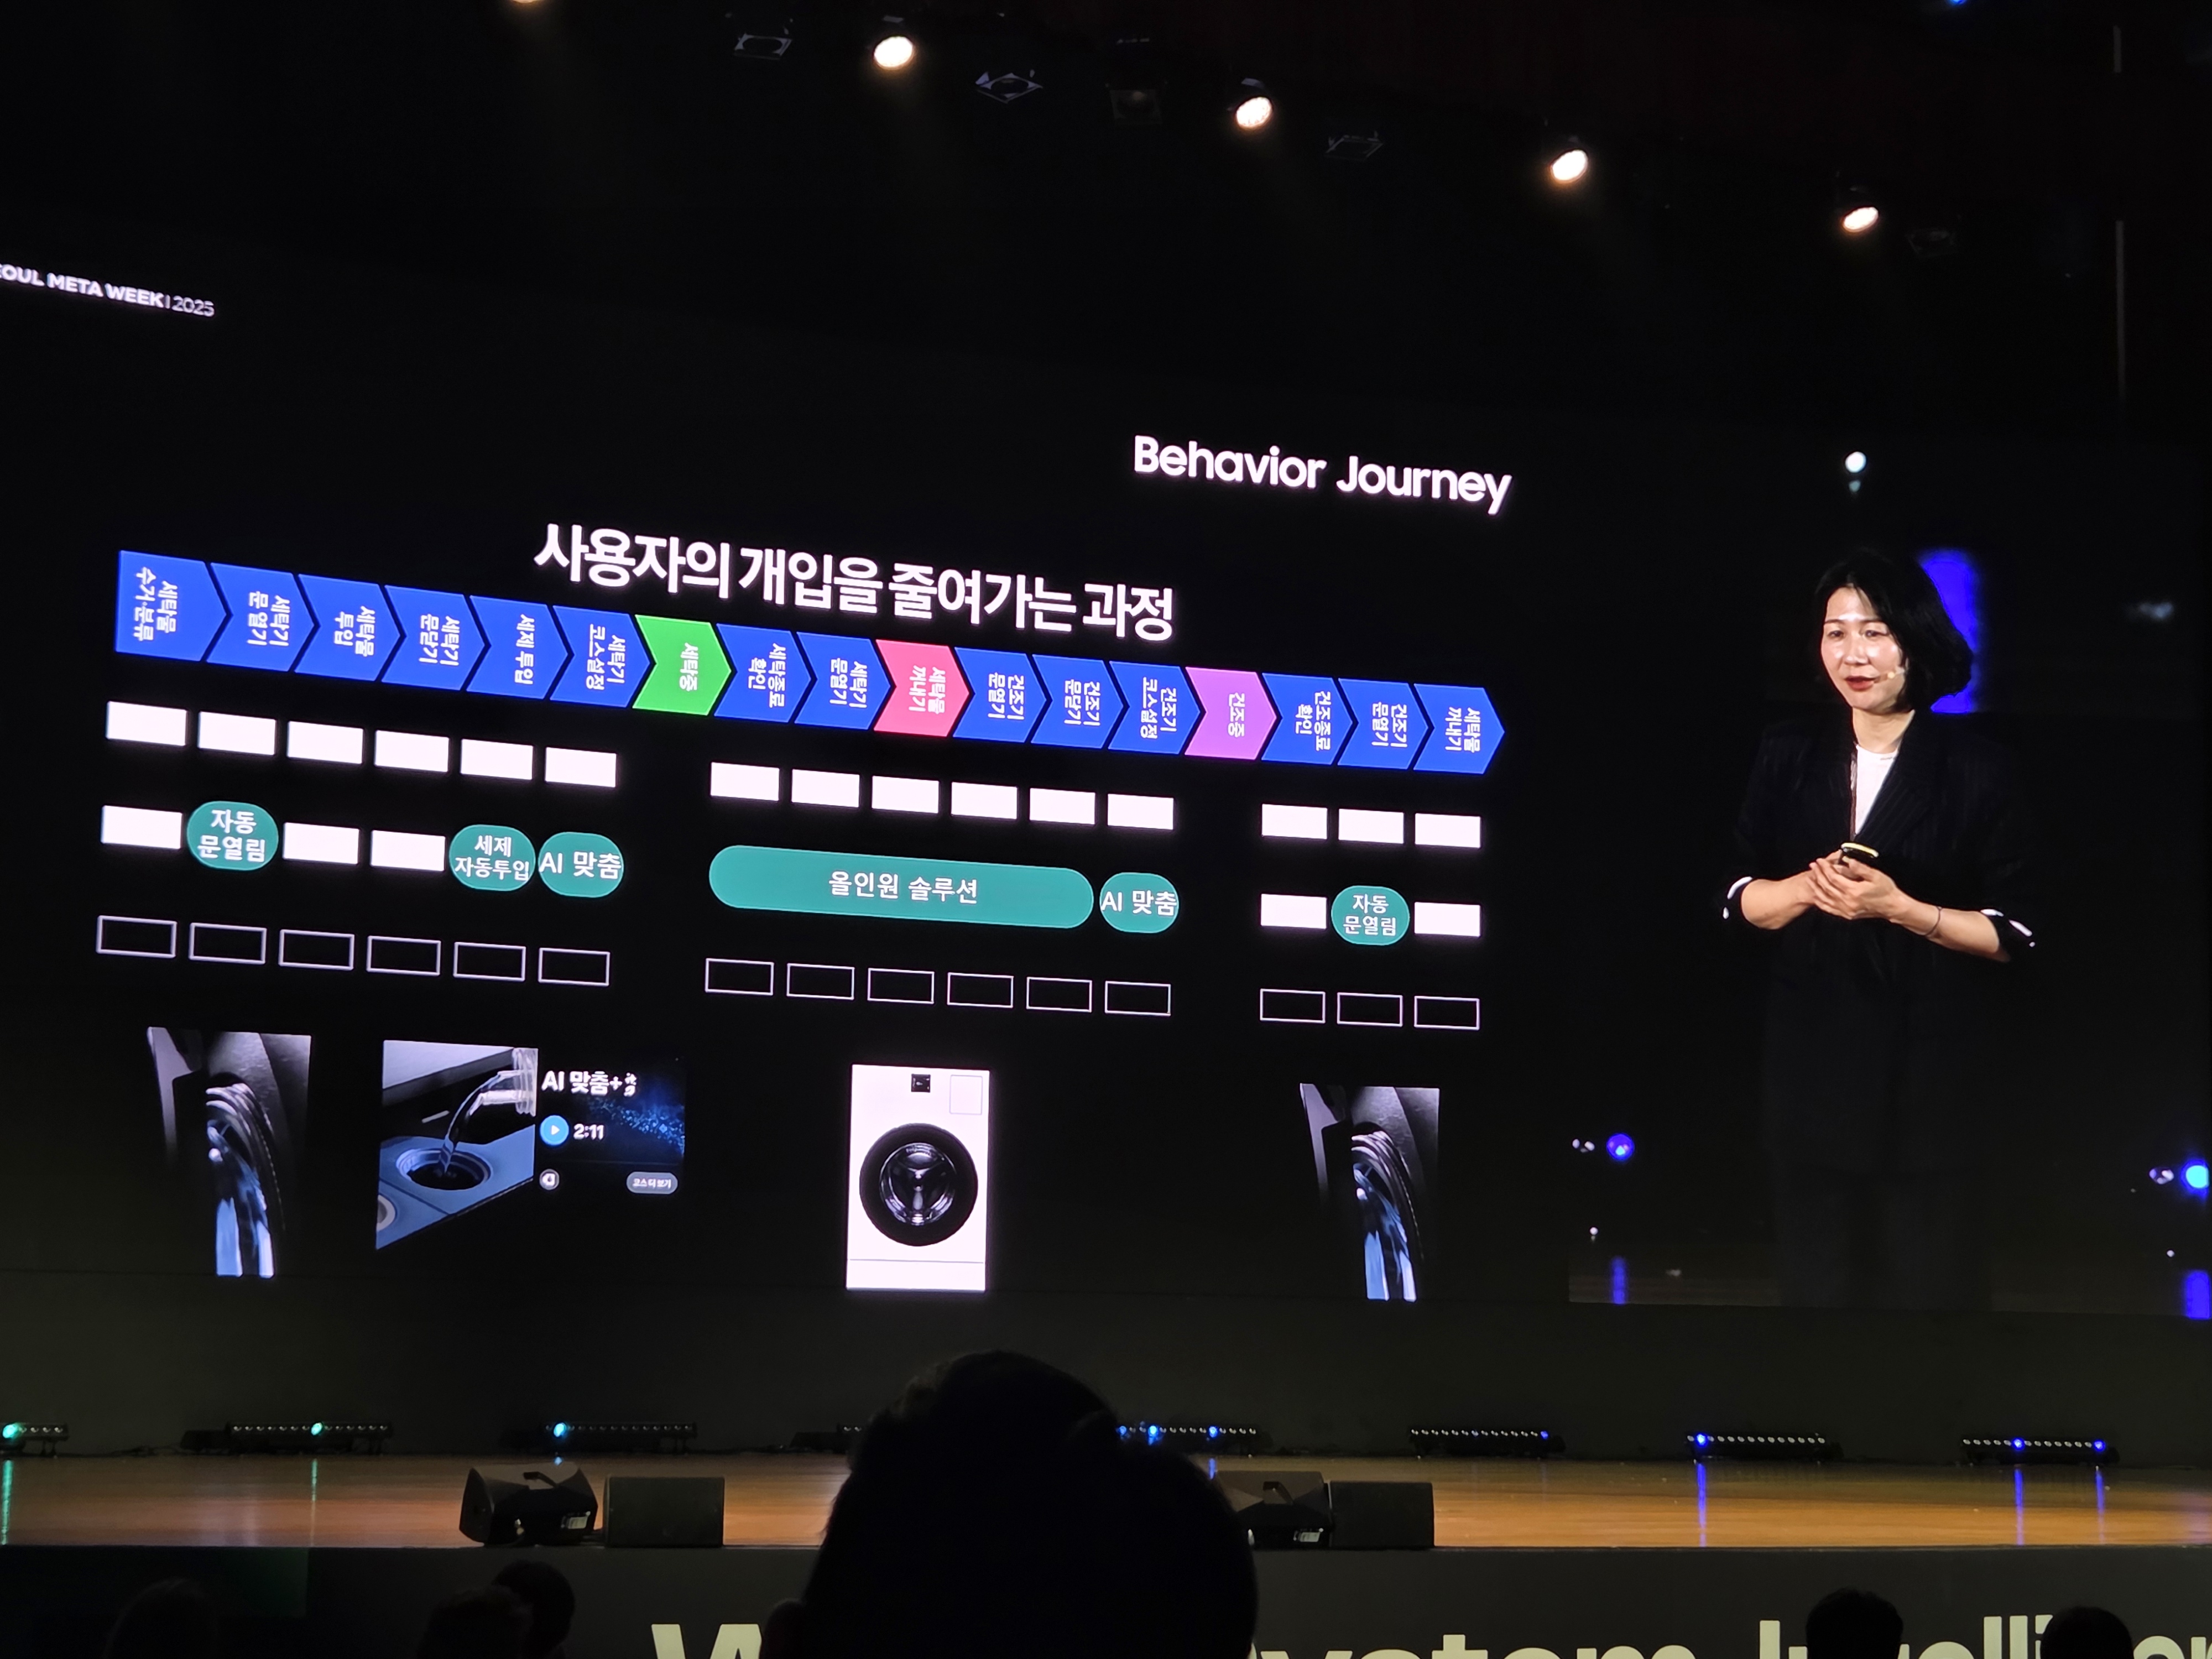 OUL META WEEK | 2025
Behavior Journey
사용자의 개입을 줄여가는 과정
세탁물
수거·분류
세탁기
문열기
세탁물
투입
세탁기
문닫기
세제 투입
세탁기
코스설정
세탁중
세탁종료
확인
세탁기
문열기
세탁물
꺼내기
건조기
문열기
건조기
문닫기
건조기
코스설정
건조중
건조종료
확인
건조기
문열기
세탁물
꺼내기
자동
문열림
세제
자동투입
AI 맞춤
올인원 솔루션
AI 맞춤
자동
문열림
AI 맞춤+
2:11
코스 더 보기